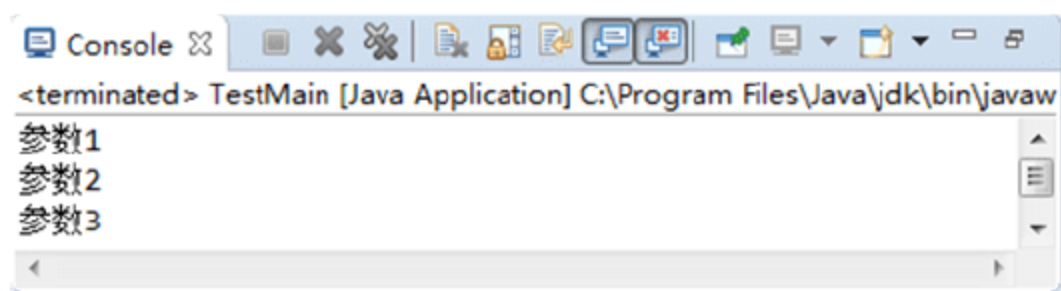 Console
<terminated> TestMain [Java Application] C:\Program Files\Java\jdk\bin\javaw
参数1
参数2
参数3